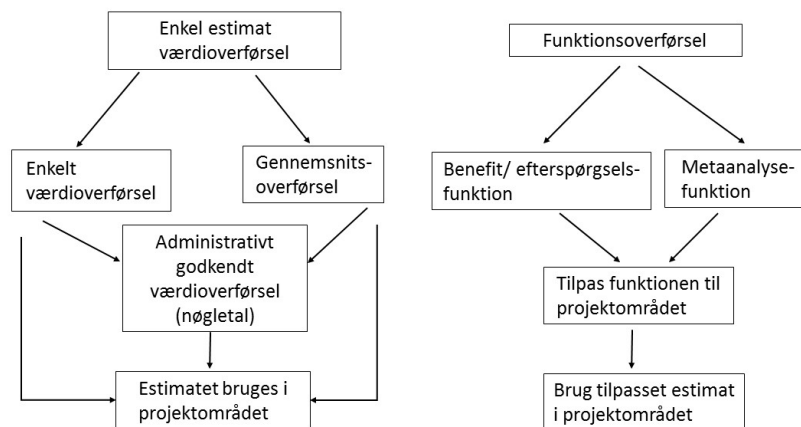 Enkel estimat
værdioverførsel
Enkelt
værdioverførsel
Gennemsnits-
overførsel
Administrativt
godkendt
værdioverførsel
(nøgletal)
Estimatet bruges i
projektområdet
Funktionsoverførsel
Benefit/ efterspørgsels-
funktion
Metaanalyse-
funktion
Tilpas funktionen til
projektområdet
Brug tilpasset estimat
i projektområdet